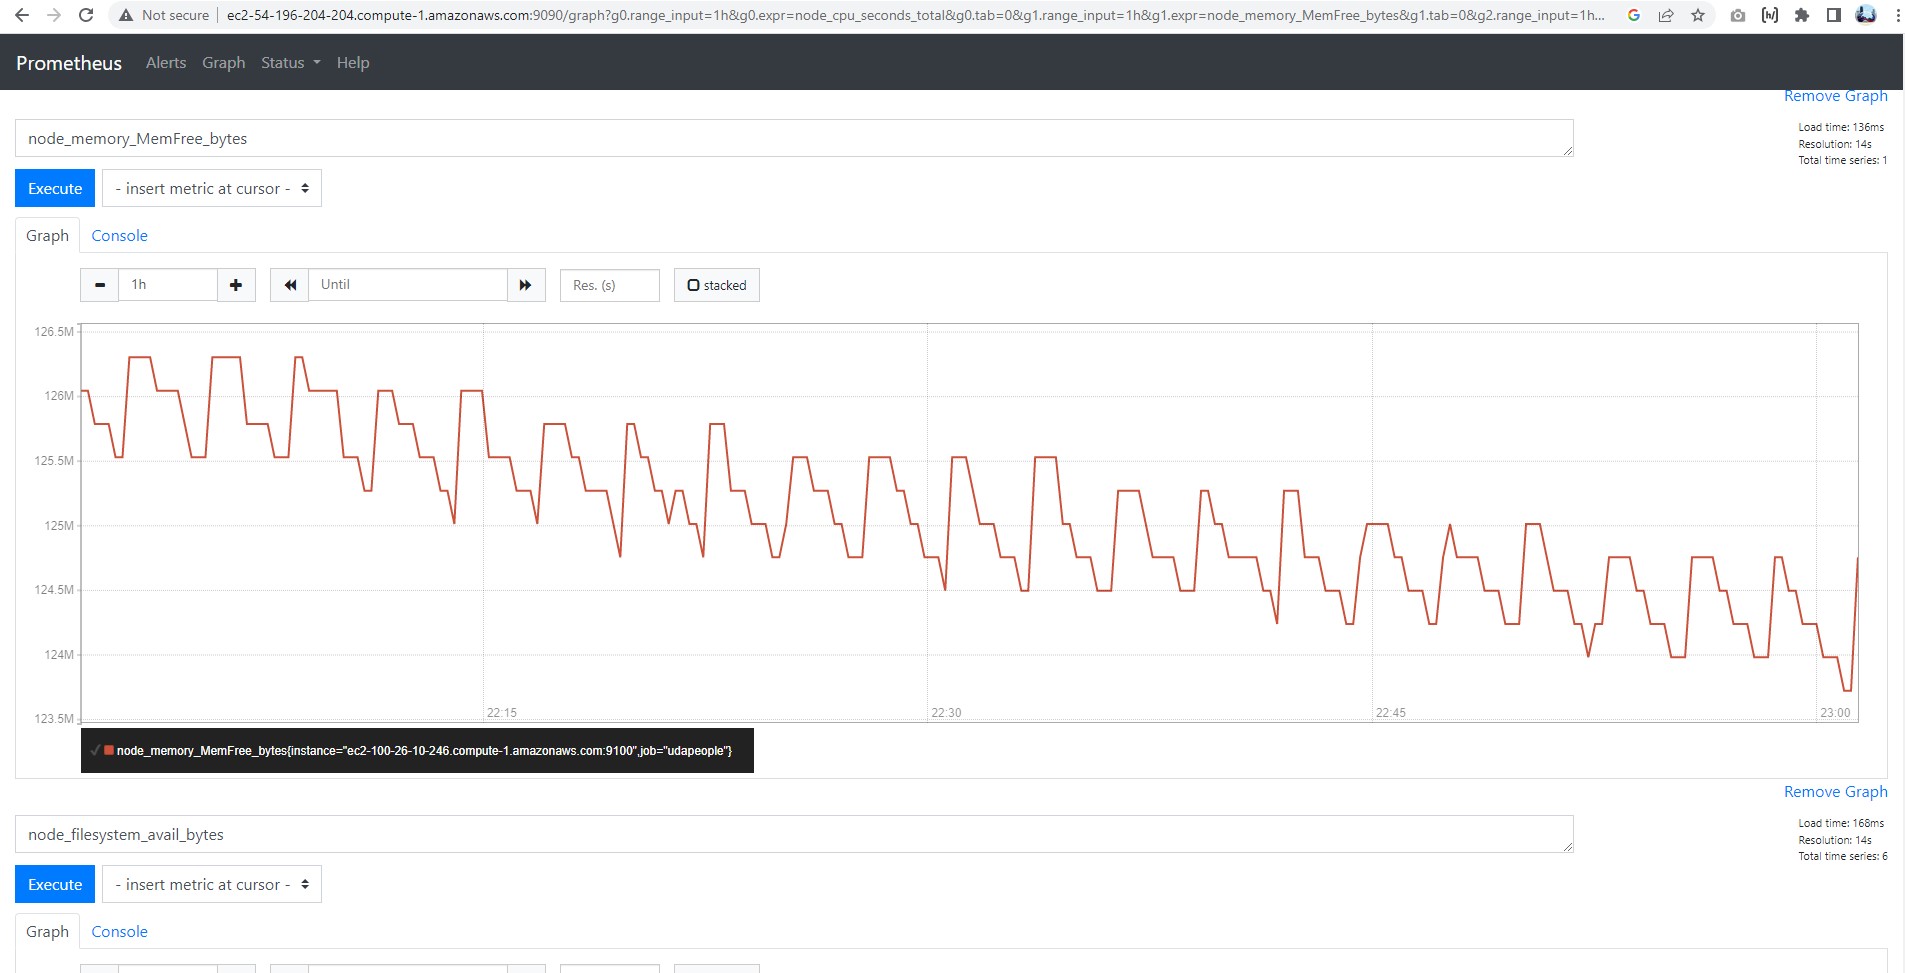 Not secure
ec2-54-196-204-204.compute-1.amazonaws.com:9090/graph?g0.range_input=1h&g0.expr=node_cpu_seconds_total&g0.tab=0&g1.range_input=1h&g1.expr=node_memory_MemFree_bytes&g1.tab=0&g2.range_input=1h...
Prometheus Alerts Graph Status Help
Remove Graph
node_memory_MemFree_bytes
Load time: 136ms
Resolution: 14s
Total time series: 1
Execute - insert metric at cursor -
Graph Console
1h Until Res. (s) stacked
126.5M
126M
125.5M
125M
124.5M
124M
123.5M
22:15 22:30 22:45 23:00
node_memory_MemFree_bytes{instance="ec2-100-26-10-246.compute-1.amazonaws.com:9100",job="udapeople"}
Remove Graph
node_filesystem_avail_bytes
Load time: 168ms
Resolution: 14s
Total time series: 6
Execute - insert metric at cursor -
Graph Console